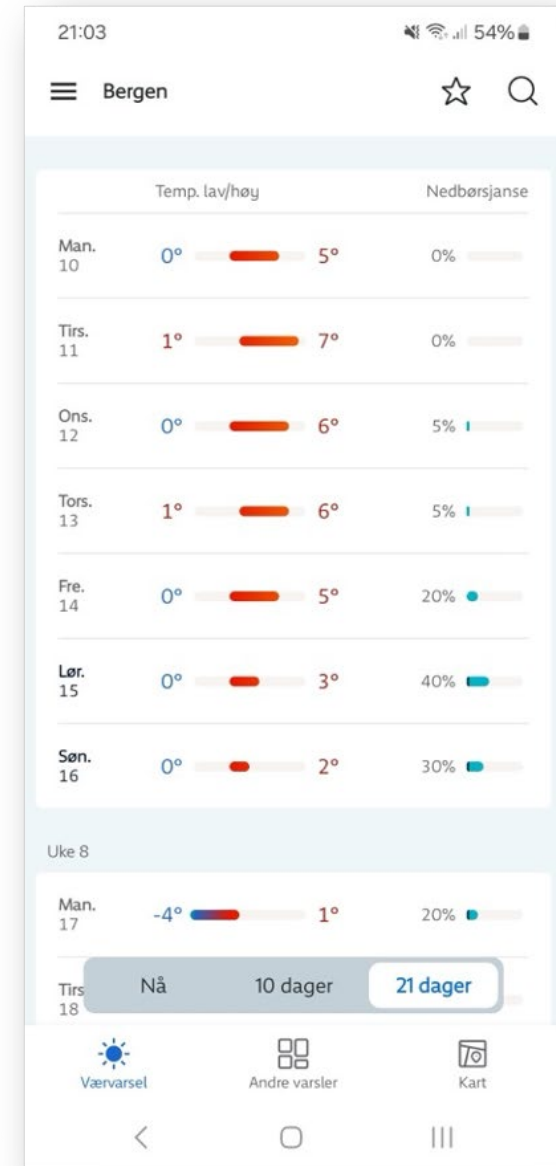 21:03 54%
Bergen
Temp. lav/høy Nedbørsjanse
Man.
10
0° 5° 0%
Tirs.
11
1° 7° 0%
Ons.
12
0° 6° 5%
Tors.
13
1° 6° 5%
Fre.
14
0° 5° 20%
Lør.
15
0° 3° 40%
Søn.
16
0° 2° 30%
Uke 8
Man.
17
-4° 1° 20%
Tirs
18
Nå 10 dager 21 dager
Værvarsel Andre varsler Kart